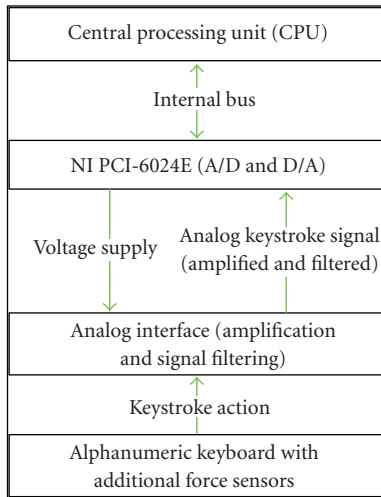 Central processing unit (CPU)
Internal bus
NI PCI-6024E (A/D and D/A)
Voltage supply
Analog keystroke signal
(amplified and filtered)
Analog interface (amplification
and signal filtering)
Keystroke action
Alphanumeric keyboard with
additional force sensors